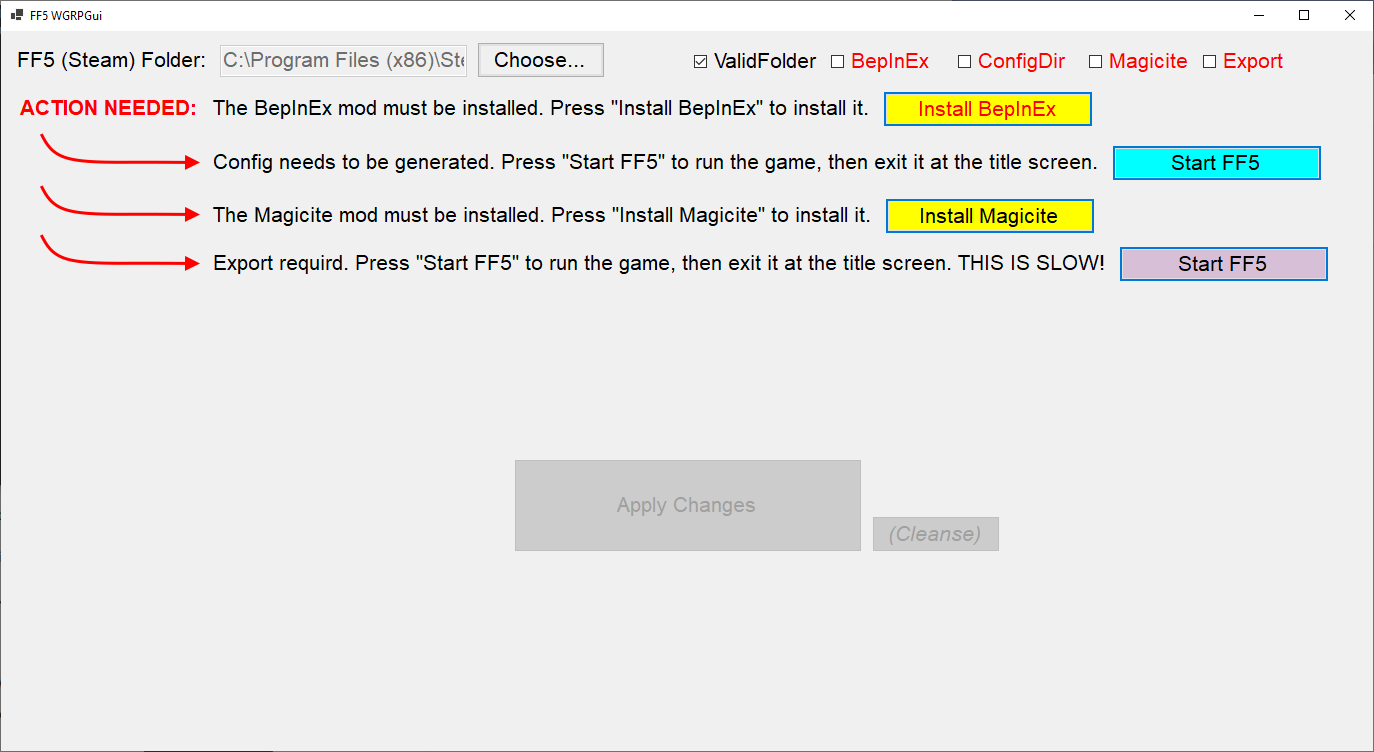 FF5 WGRPGui
FF5 (Steam) Folder: C:\Program Files (x86)\Ste Choose... ValidFolder BepInEx ConfigDir Magicite Export
ACTION NEEDED: The BepInEx mod must be installed. Press "Install BepInEx" to install it. Install BepInEx
Config needs to be generated. Press "Start FF5" to run the game, then exit it at the title screen. Start FF5
The Magicite mod must be installed. Press "Install Magicite" to install it. Install Magicite
Export requird. Press "Start FF5" to run the game, then exit it at the title screen. THIS IS SLOW! Start FF5
Apply Changes
(Cleanse)